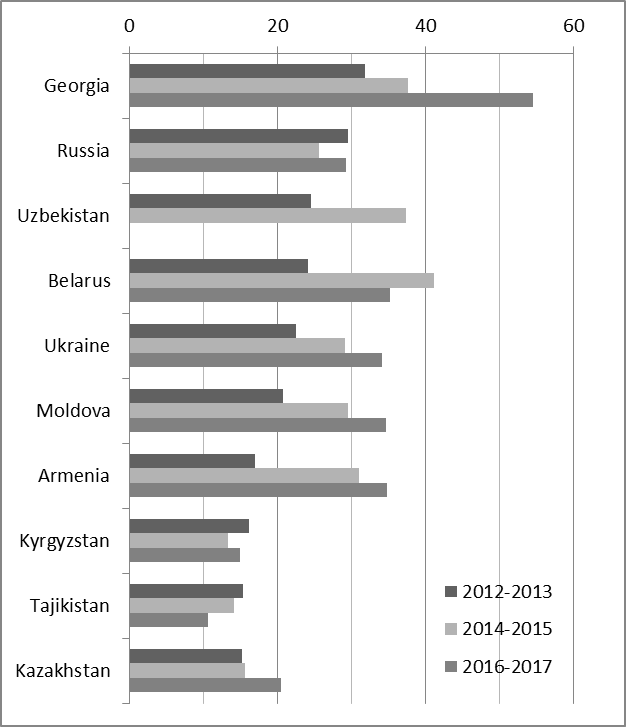 0 20 40 60
Georgia
Russia
Uzbekistan
Belarus
Ukraine
Moldova
Armenia
Kyrgyzstan
Tajikistan
Kazakhstan
2012-2013
2014-2015
2016-2017